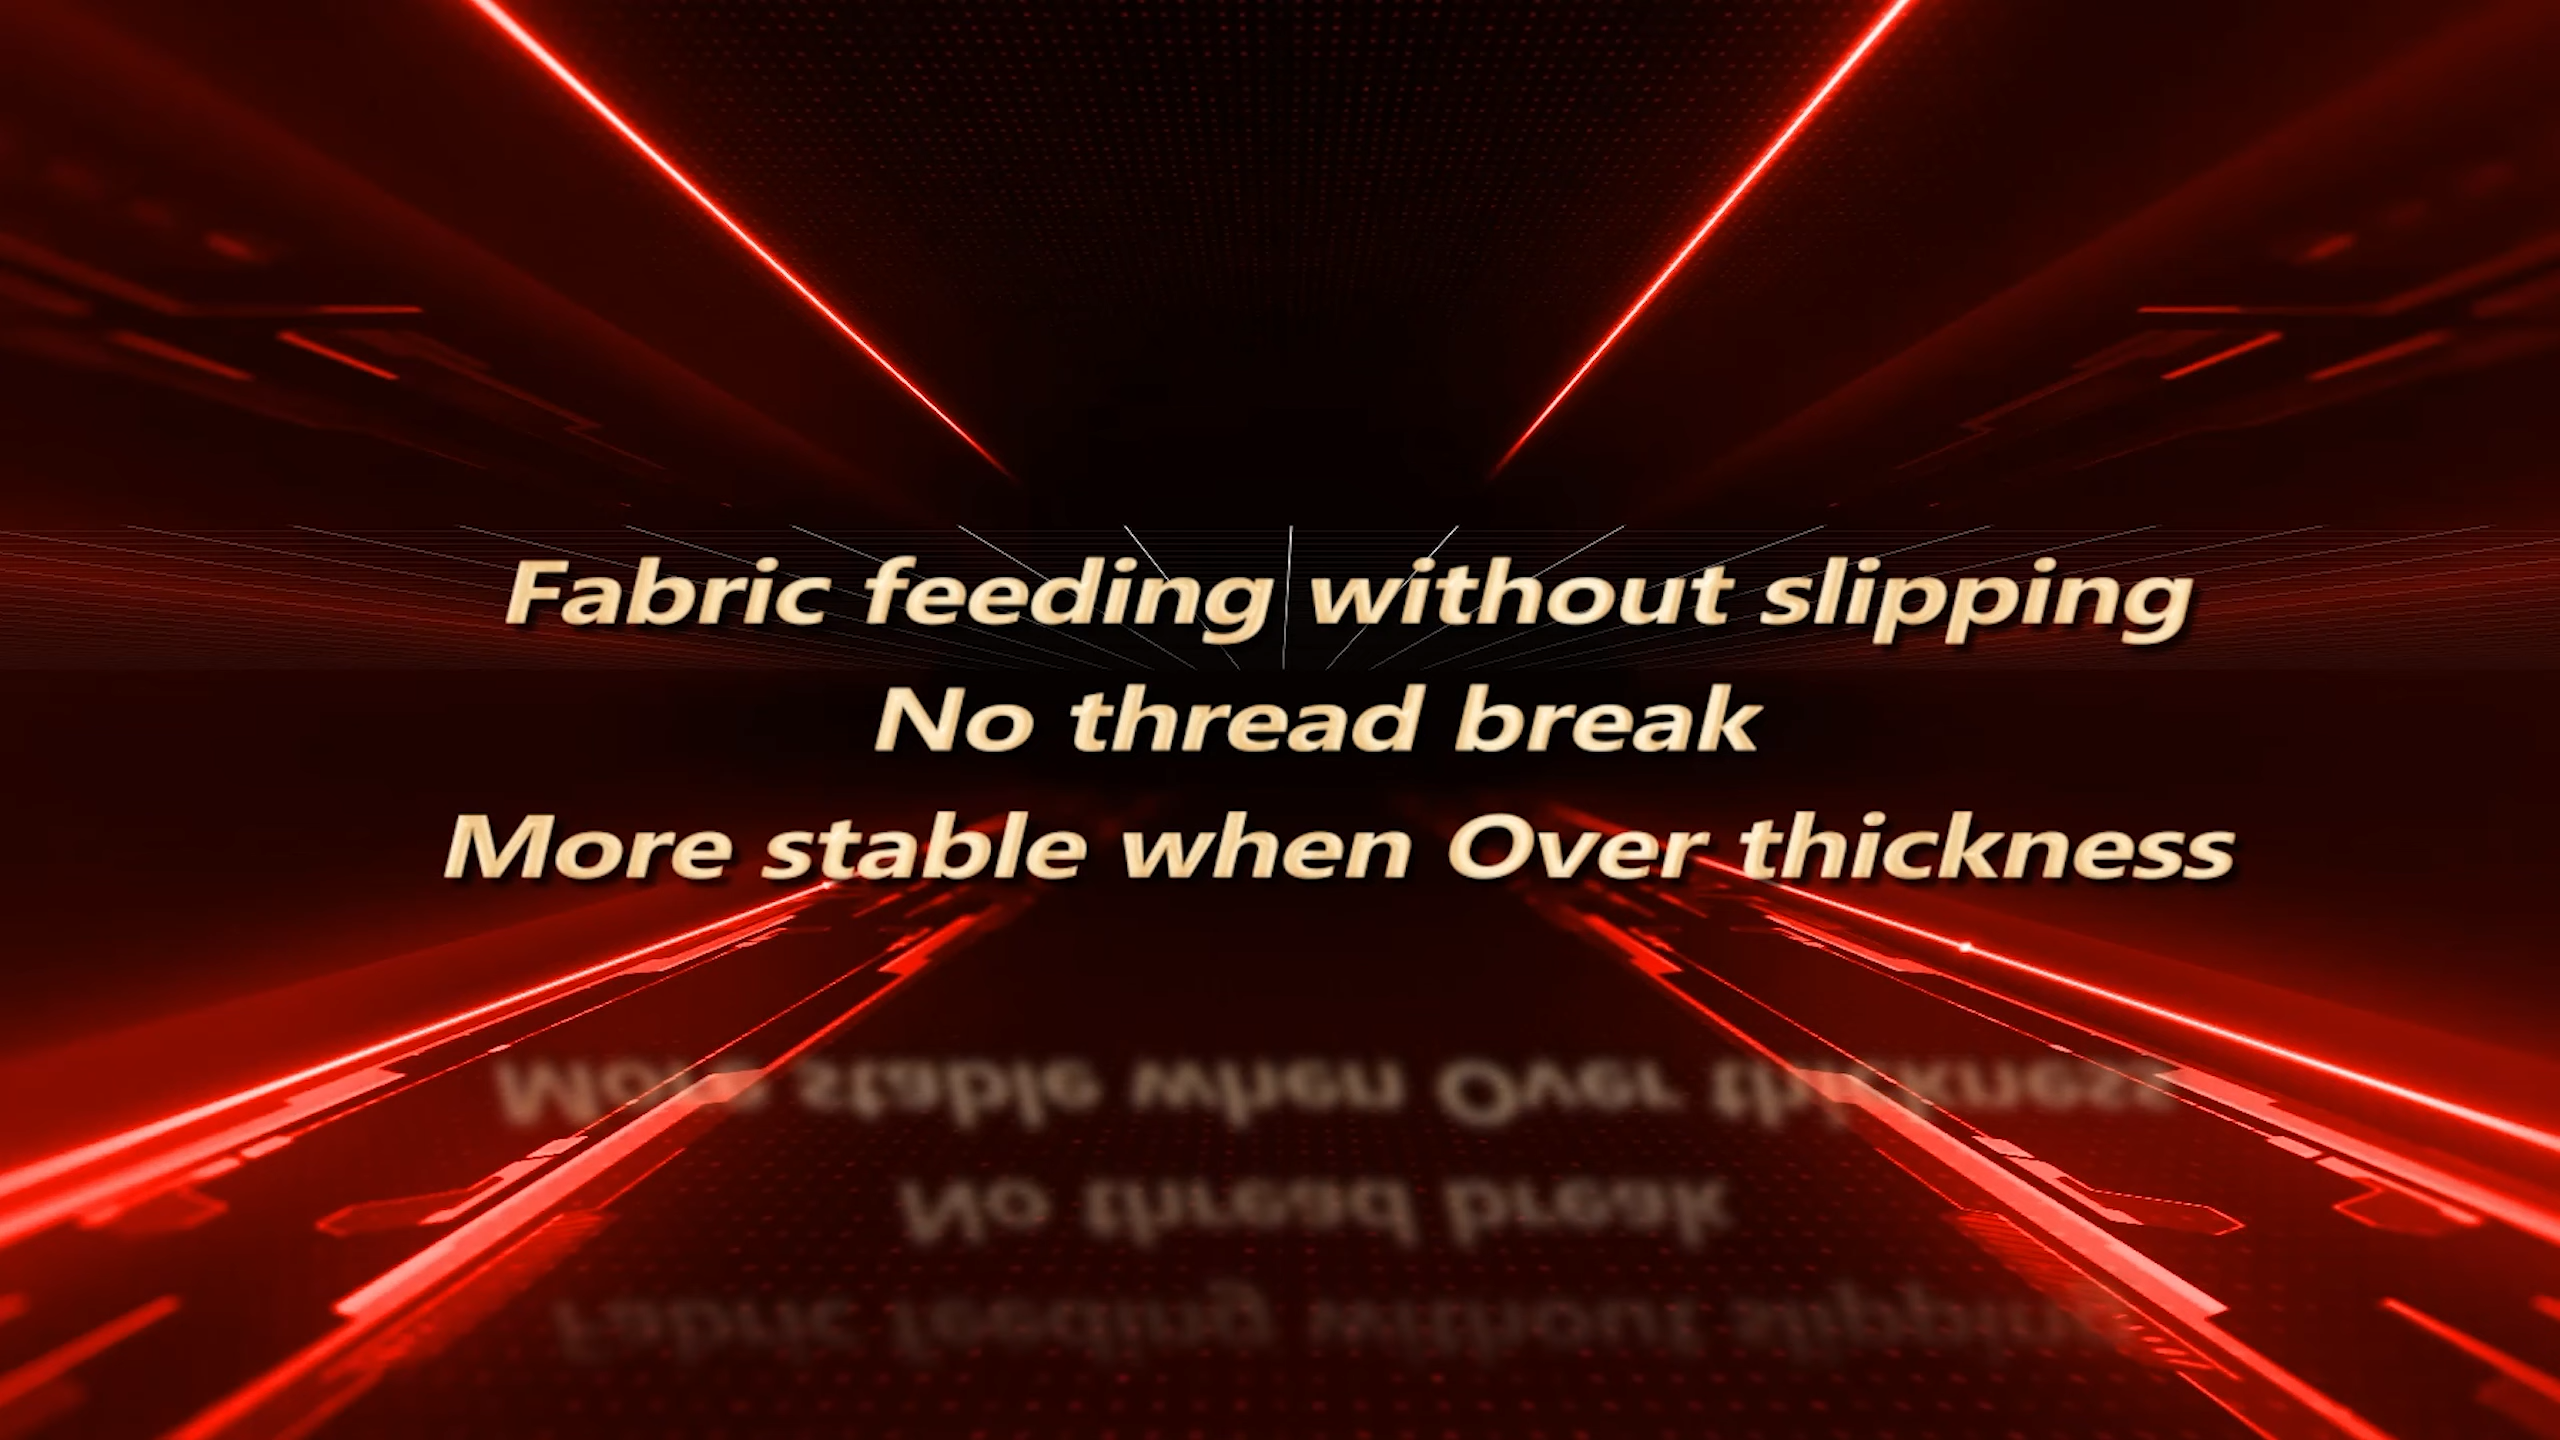 Fabric feeding without slipping
No thread break
More stable when Over thickness